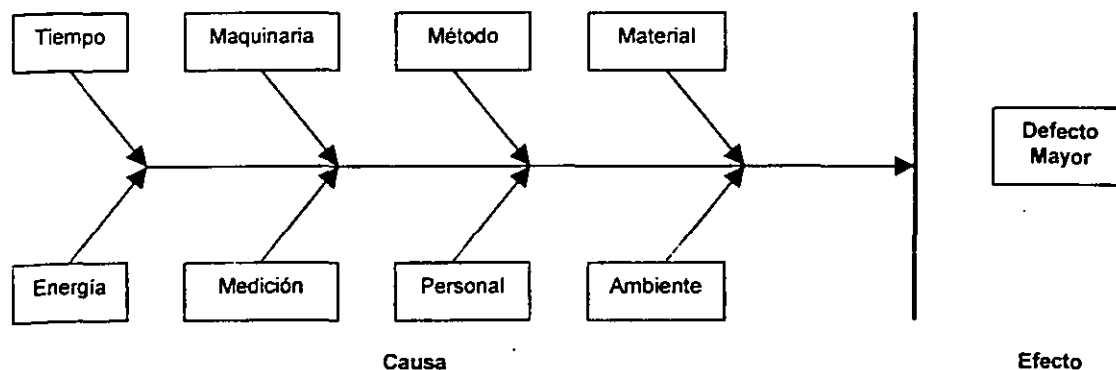 Tiempo
Maquinaria
Método
Material
Defecto
Mayor
Energía
Medición
Personal
Ambiente
Causa
Efecto